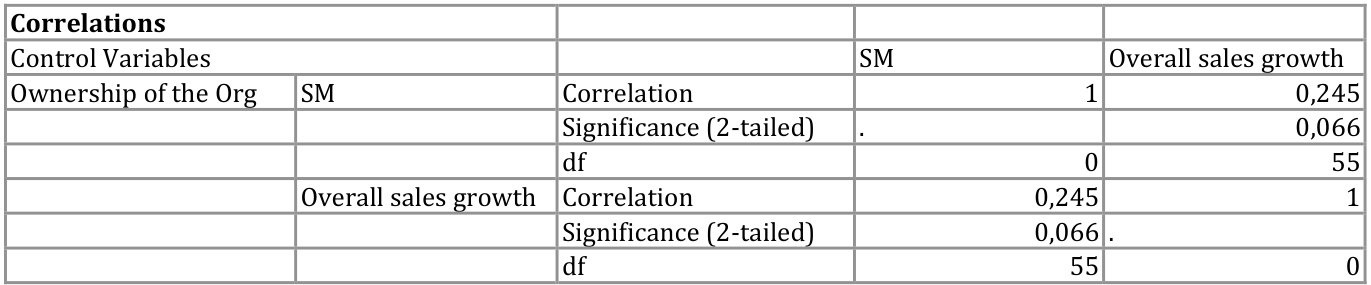 Correlations
Control Variables SM Overall sales growth
Ownership of the Org SM Correlation 1 0,245
Significance (2-tailed) . 0,066
df 0 55
Overall sales growth Correlation 0,245 1
Significance (2-tailed) 0,066 .
df 55 0